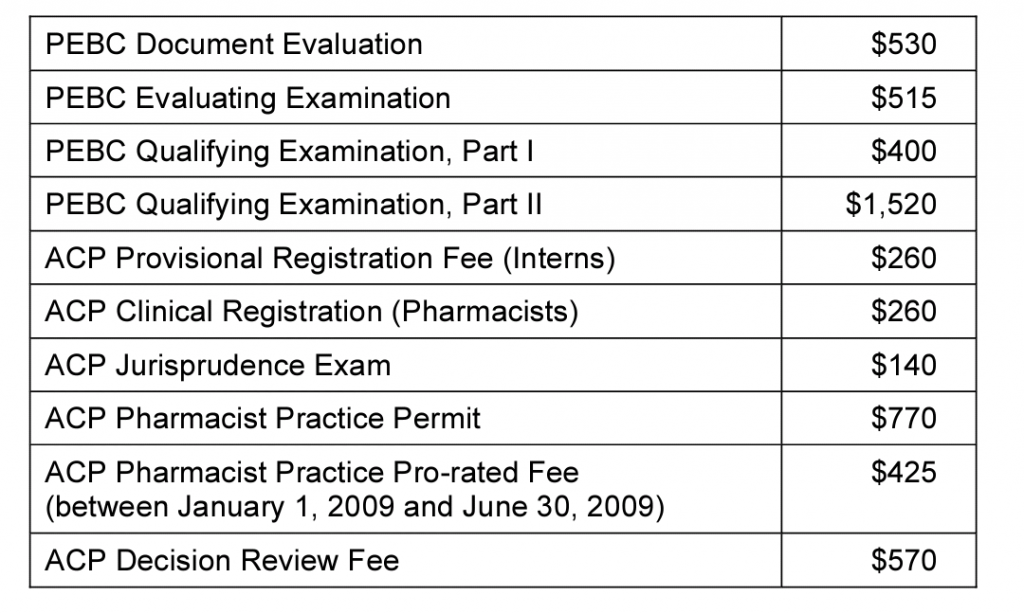 PEBC Document Evaluation $530
PEBC Evaluating Examination $515
PEBC Qualifying Examination, Part I $400
PEBC Qualifying Examination, Part II $1,520
ACP Provisional Registration Fee (Interns) $260
ACP Clinical Registration (Pharmacists) $260
ACP Jurisprudence Exam $140
ACP Pharmacist Practice Permit $770
ACP Pharmacist Practice Pro-rated Fee $425
(between January 1, 2009 and June 30, 2009)
ACP Decision Review Fee $570